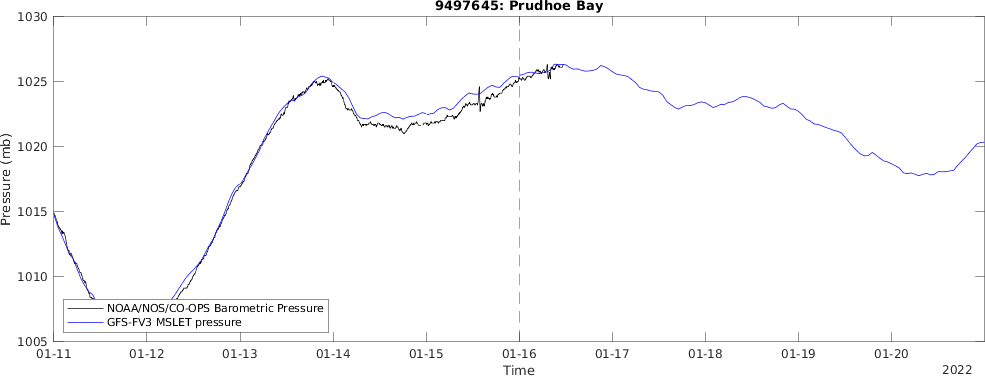 9497645: Prudhoe Bay
1030
1025
1020
1015
1010
1005
Pressure (mb)
NOAA/NOS/CO-OPS Barometric Pressure
GFS-FV3 MSLET pressure
01-11 01-12 01-13 01-14 01-15 01-16 01-17 01-18 01-19 01-20
Time
2022